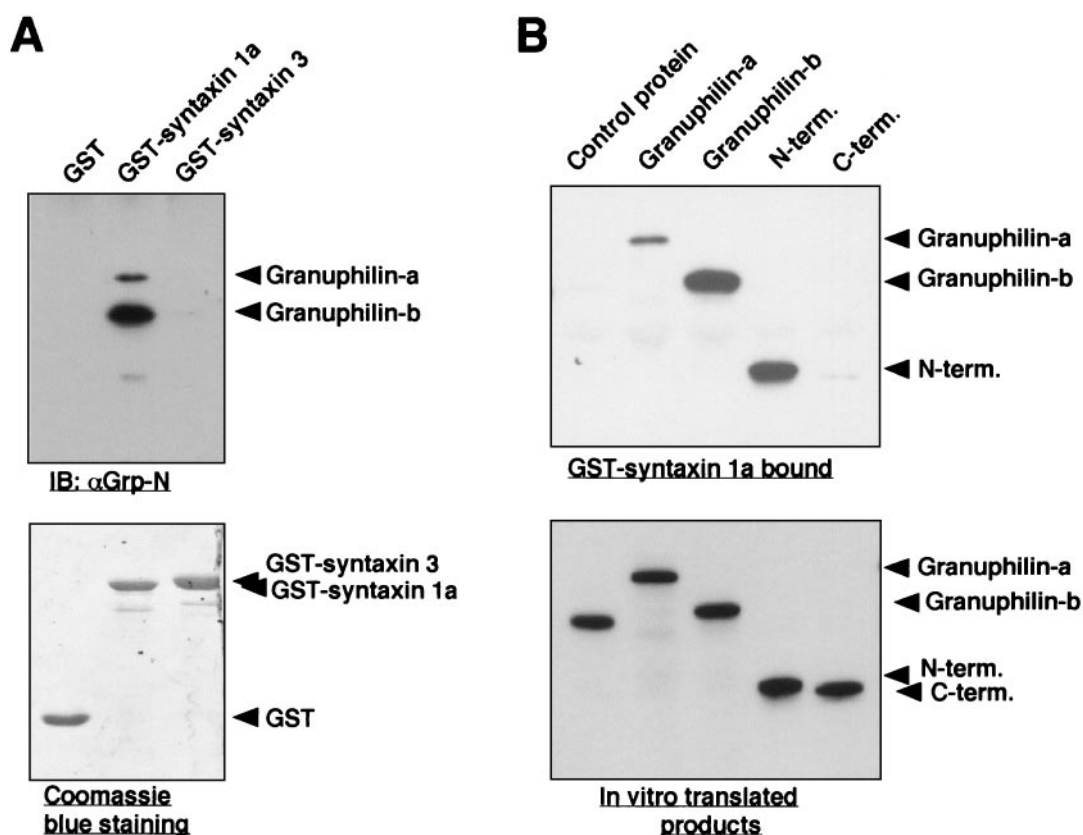 A
GST
GST-syntaxin 1a
GST-syntaxin 3
Granuphilin-a
Granuphilin-b
IB: αGrp-N
GST-syntaxin 3
GST-syntaxin 1a
GST
Coomassie
blue staining
B
Control protein
Granuphilin-a
Granuphilin-b
N-term.
C-term.
Granuphilin-a
Granuphilin-b
N-term.
GST-syntaxin 1a bound
Granuphilin-a
Granuphilin-b
N-term.
C-term.
In vitro translated
products